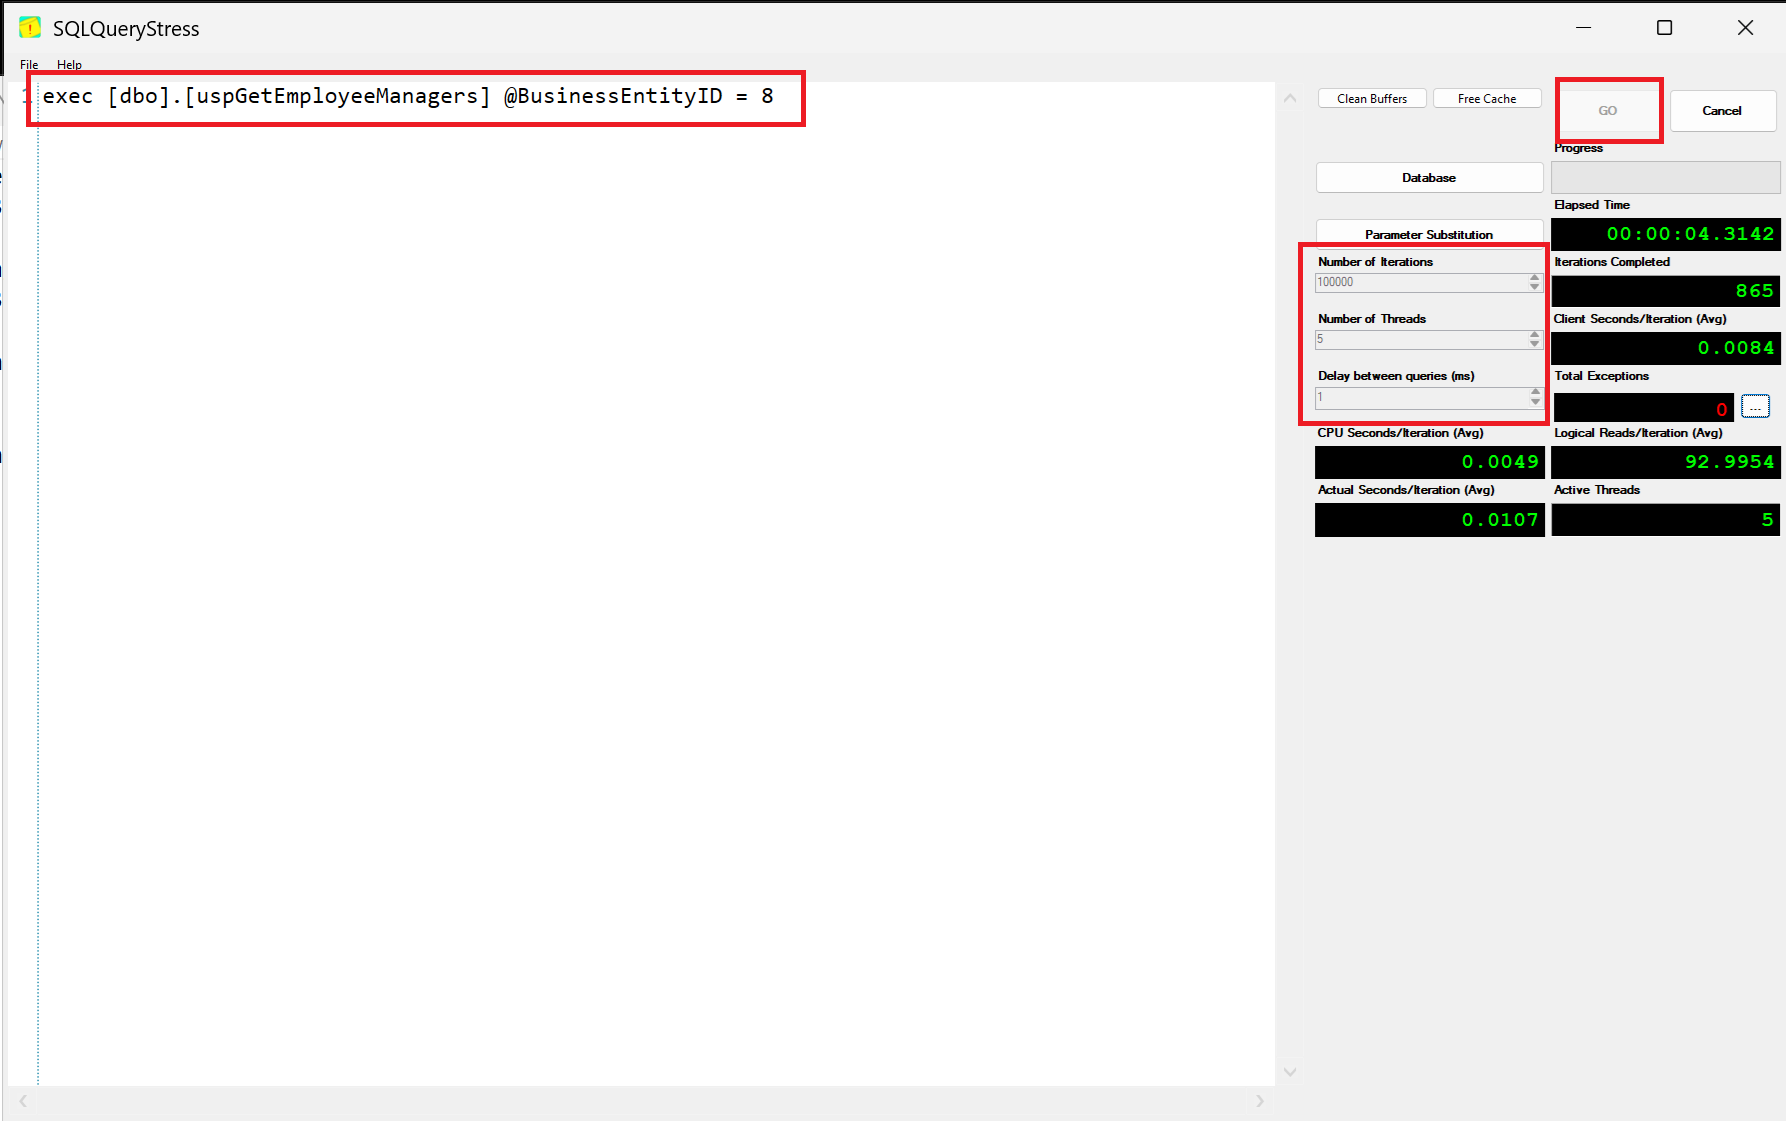 SQLQueryStress
File Help
1 exec [dbo].[uspGetEmployeeManagers] @BusinessEntityID = 8
Clean Buffers Free Cache
GO Cancel
Progress
Database
Elapsed Time
00:00:04.3142
Parameter Substitution
Number of Iterations
100000
Iterations Completed
865
Number of Threads
5
Client Seconds/Iteration (Avg)
0.0084
Delay between queries (ms)
1
Total Exceptions
0 ...
CPU Seconds/Iteration (Avg)
0.0049
Logical Reads/Iteration (Avg)
92.9954
Actual Seconds/Iteration (Avg)
0.0107
Active Threads
5